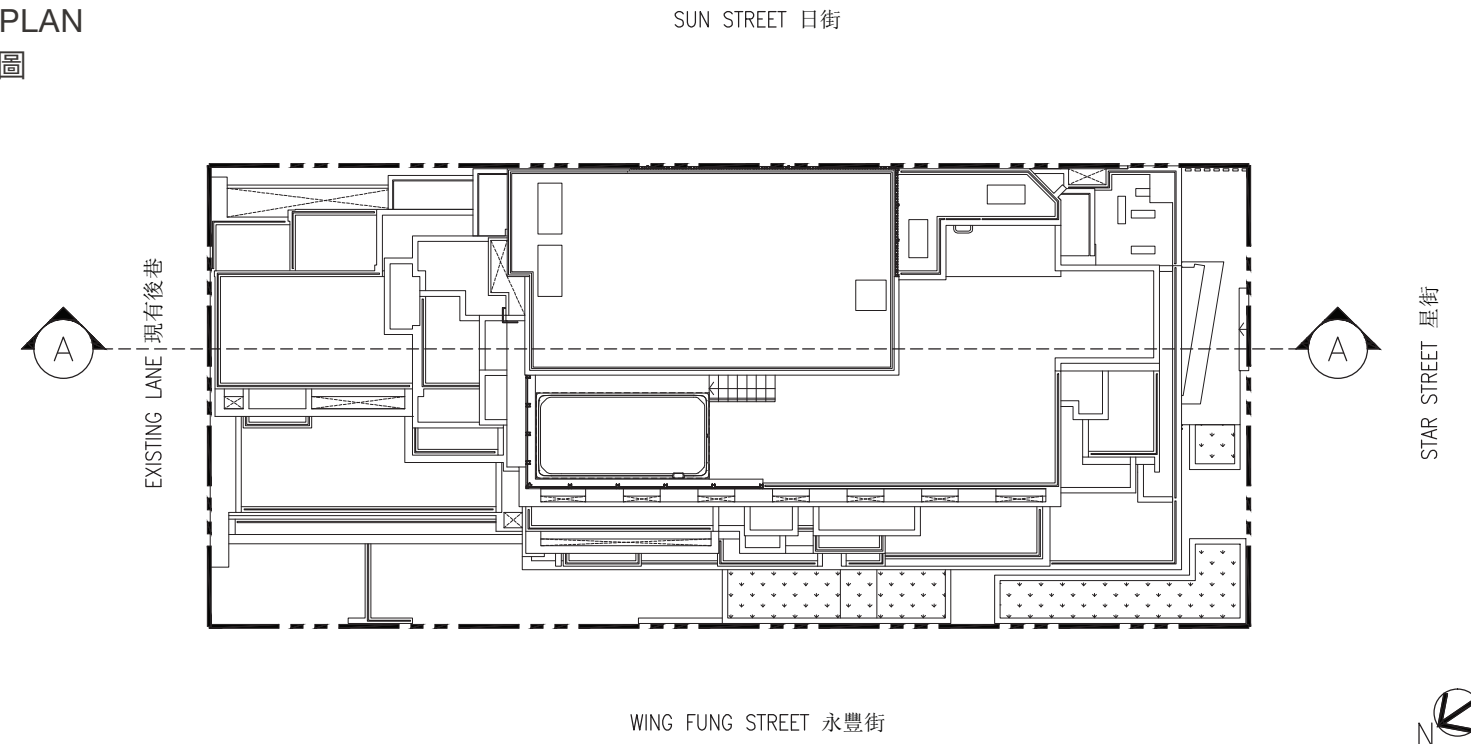 PLAN
圖
SUN STREET 日街
EXISTING LANE 現有後巷
A
A
STAR STREET 星街
WING FUNG STREET 永豐街
N